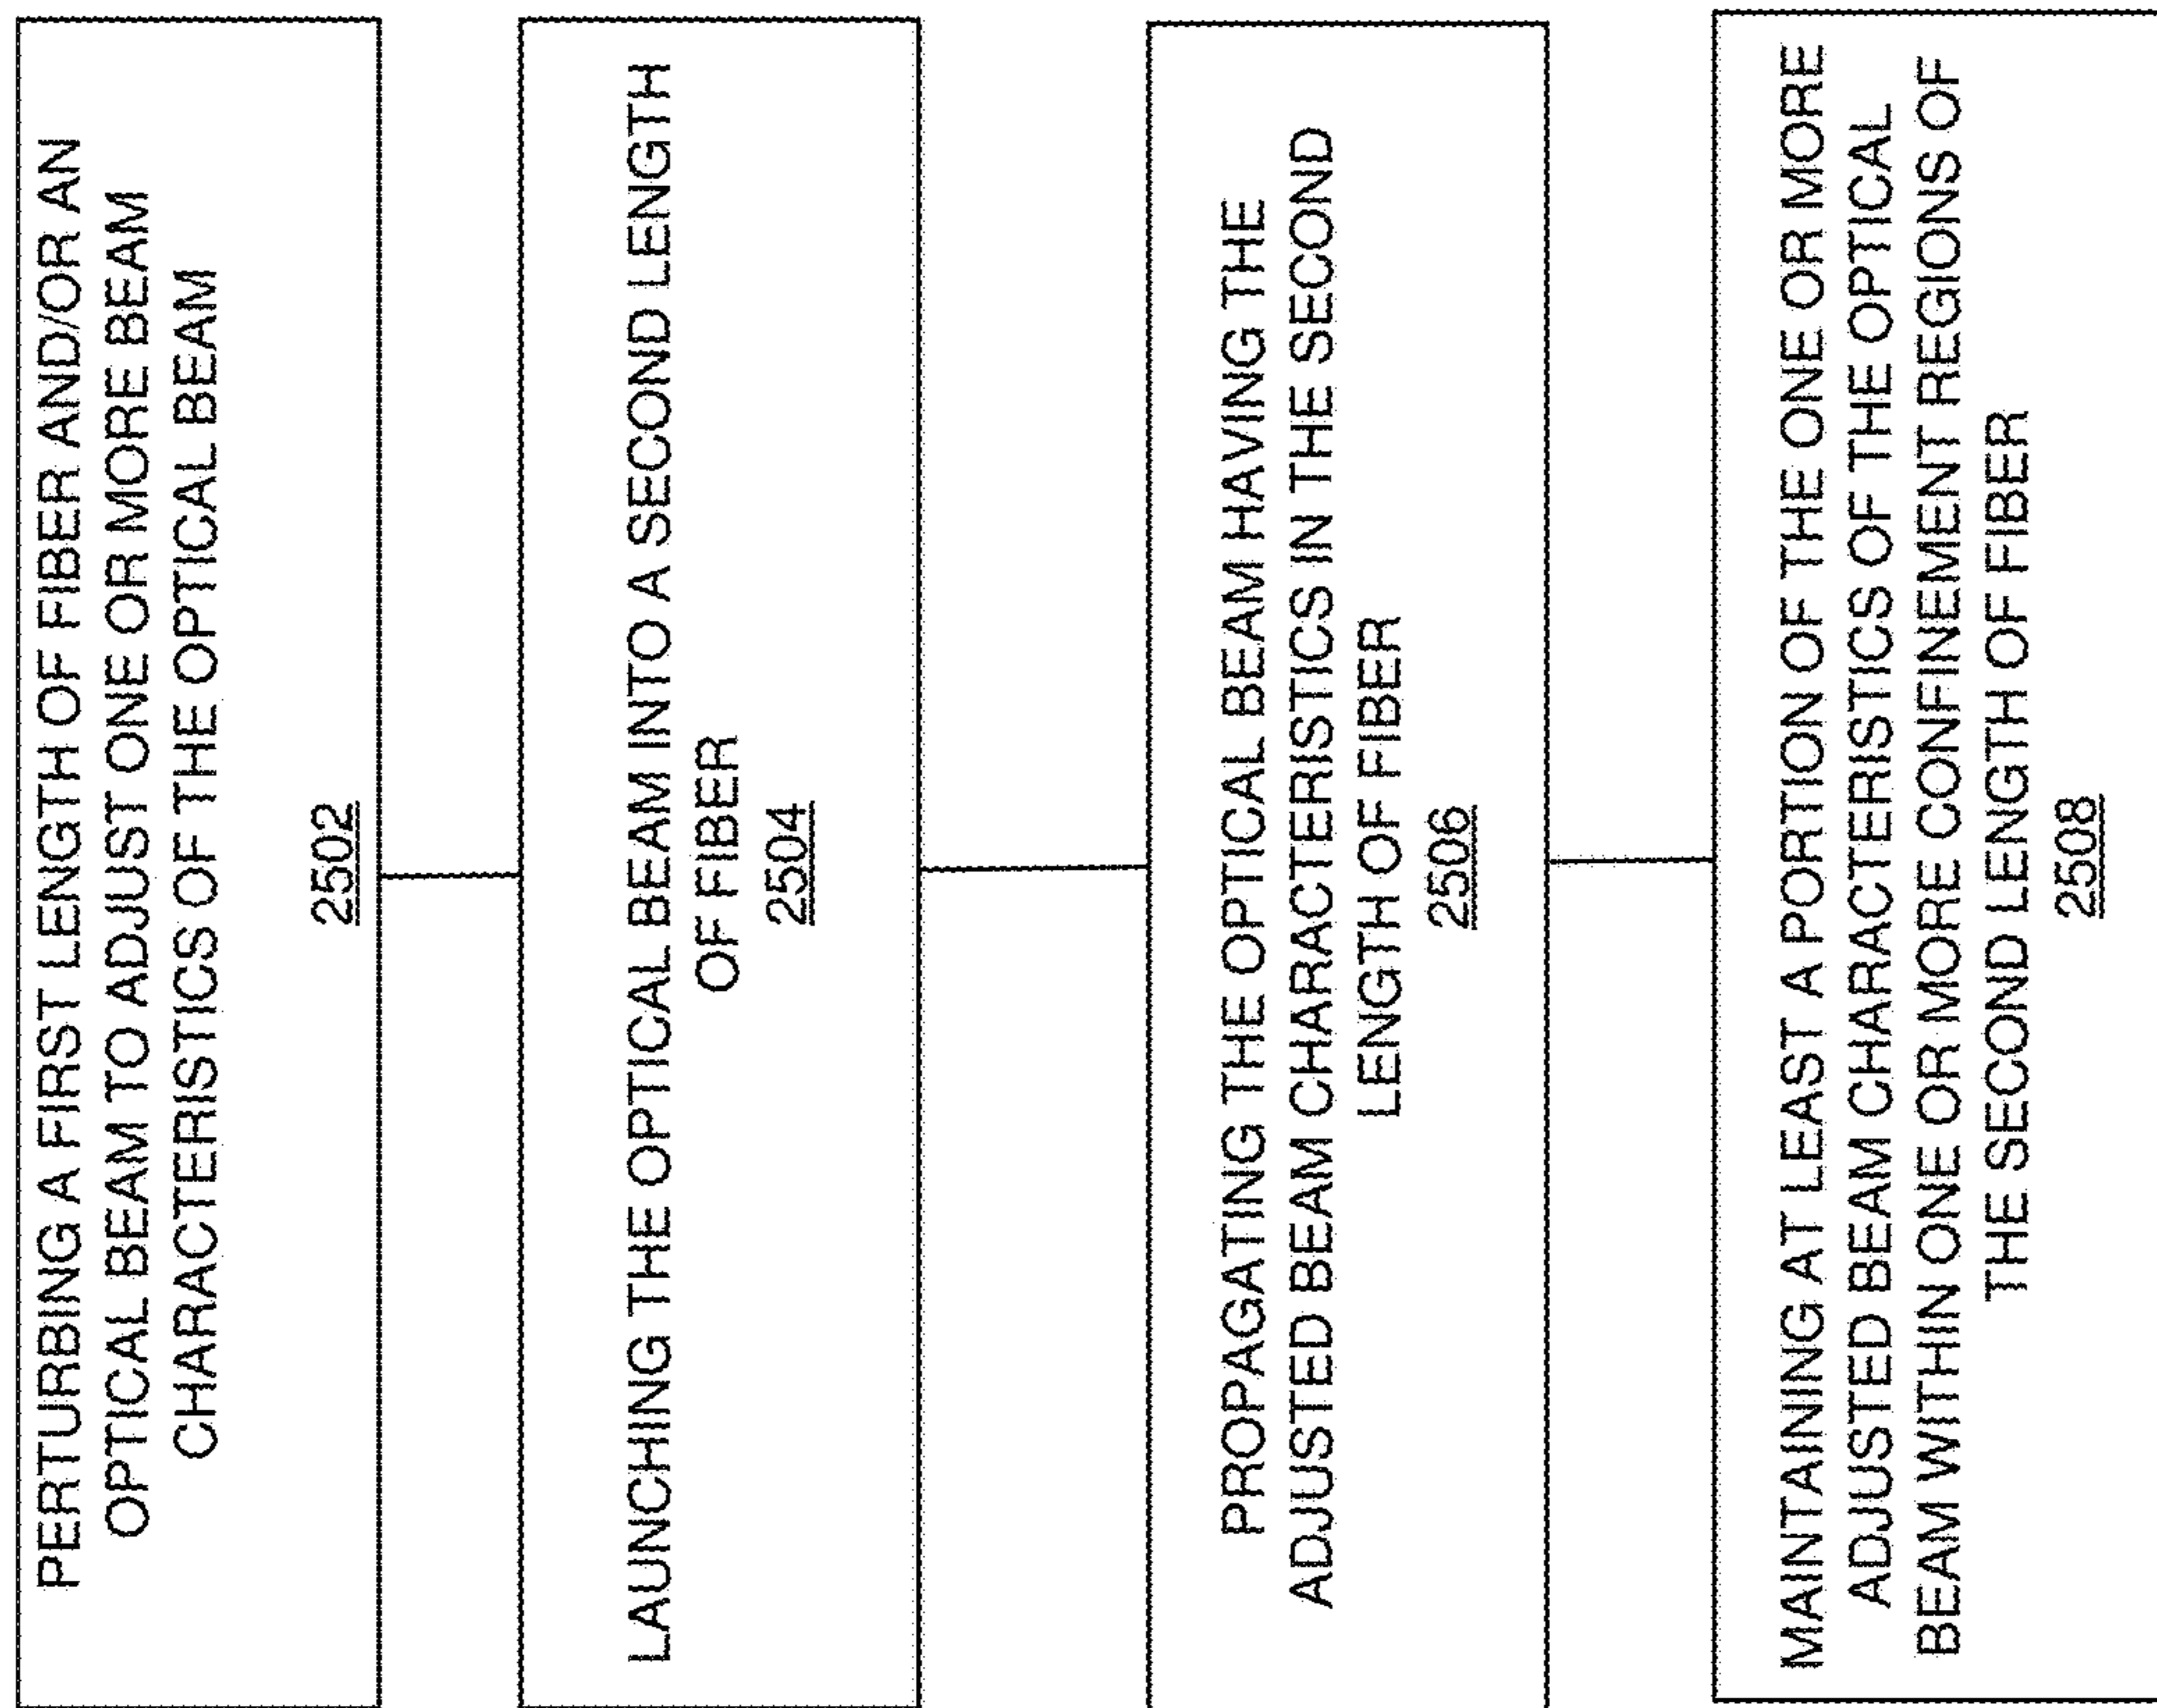 PERTURBING A FIRST LENGTH OF FIBER AND/OR AN
OPTICAL BEAM TO ADJUST ONE OR MORE BEAM
CHARACTERISTICS OF THE OPTICAL BEAM
2502
LAUNCHING THE OPTICAL BEAM INTO A SECOND LENGTH
OF FIBER
2504
PROPAGATING THE OPTICAL BEAM HAVING THE
ADJUSTED BEAM CHARACTERISTICS IN THE SECOND
LENGTH OF FIBER
2506
MAINTAINING AT LEAST A PORTION OF THE ONE OR MORE
ADJUSTED BEAM CHARACTERISTICS OF THE OPTICAL
BEAM WITHIN ONE OR MORE CONFINEMENT REGIONS OF
THE SECOND LENGTH OF FIBER
2508